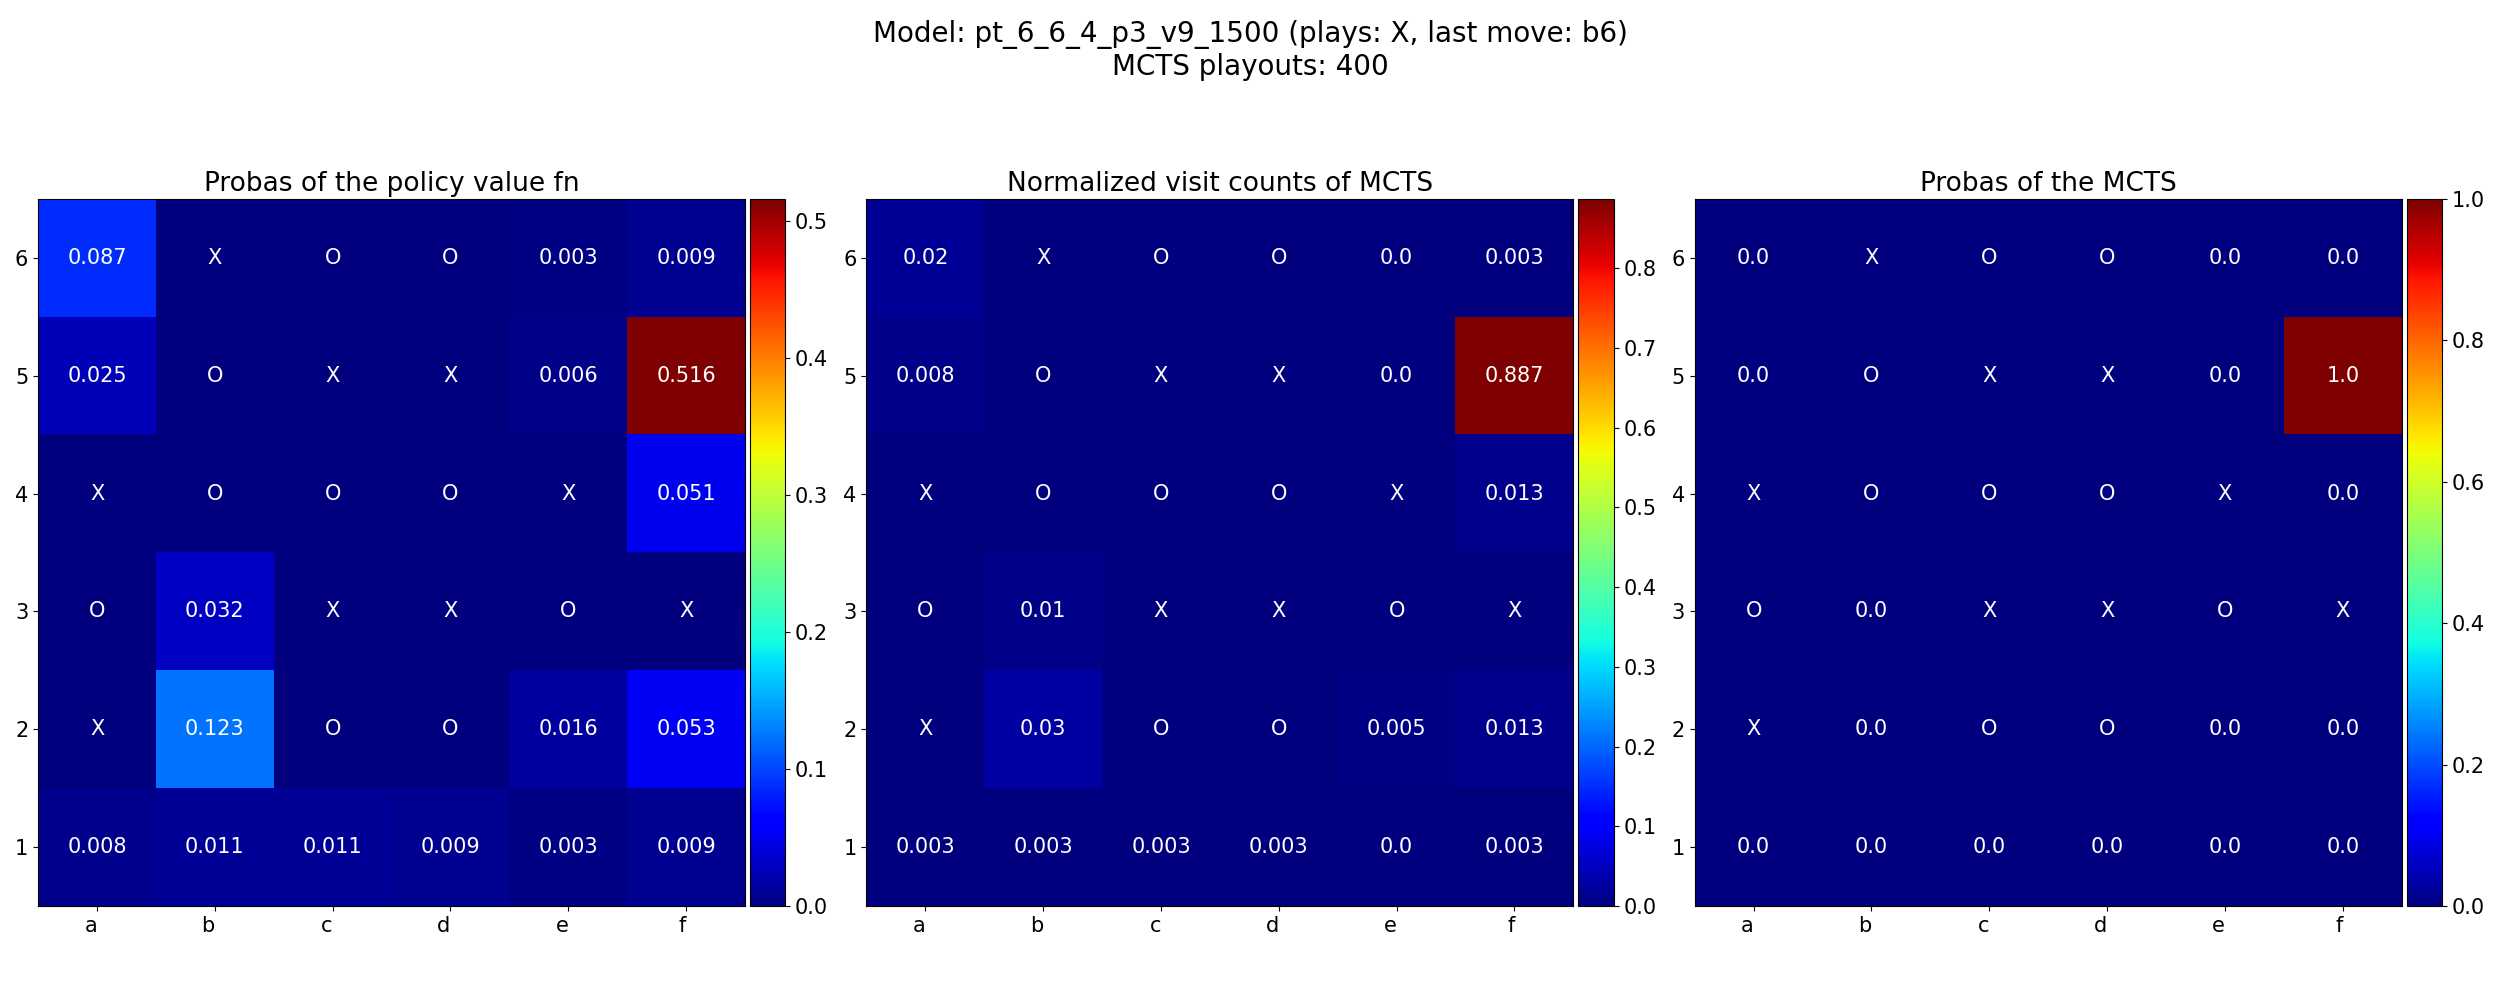 Model: pt_6_6_4_p3_v9_1500 (plays: X, last move: b6)
MCTS playouts: 400
Probas of the policy value fn
6 0.087 X O O 0.003 0.009
5 0.025 O X X 0.006 0.516
4 X O O O X 0.051
3 O 0.032 X X O X
2 X 0.123 O O 0.016 0.053
1 0.008 0.011 0.011 0.009 0.003 0.009
a b c d e f
0.5
0.4
0.3
0.2
0.1
0.0
Normalized visit counts of MCTS
6 0.02 X O O 0.0 0.003
5 0.008 O X X 0.0 0.887
4 X O O O X 0.013
3 O 0.01 X X O X
2 X 0.03 O O 0.005 0.013
1 0.003 0.003 0.003 0.003 0.0 0.003
a b c d e f
0.8
0.7
0.6
0.5
0.4
0.3
0.2
0.1
0.0
Probas of the MCTS
6 0.0 X O O 0.0 0.0
5 0.0 O X X 0.0 1.0
4 X O O O X 0.0
3 O 0.0 X X O X
2 X 0.0 O O 0.0 0.0
1 0.0 0.0 0.0 0.0 0.0 0.0
a b c d e f
1.0
0.8
0.6
0.4
0.2
0.0